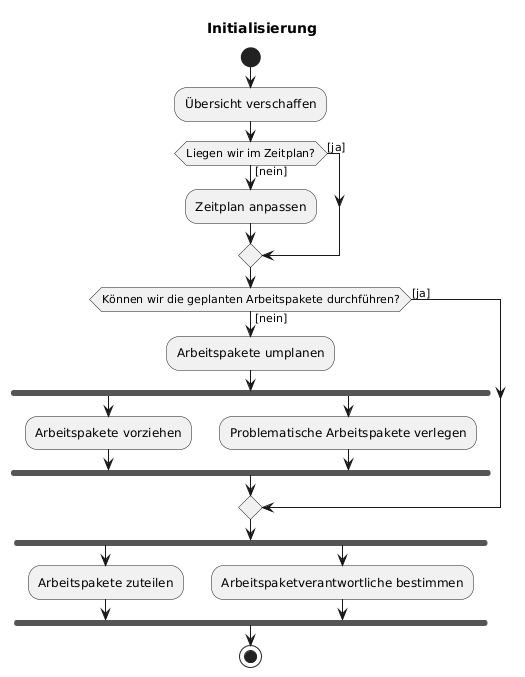 Initialisierung
Übersicht verschaffen
Liegen wir im Zeitplan?
[ja]
[nein]
Zeitplan anpassen
Können wir die geplanten Arbeitspakete durchführen?
[ja]
[nein]
Arbeitspakete umplanen
Arbeitspakete vorziehen
Problematische Arbeitspakete verlegen
Arbeitspakete zuteilen
Arbeitspaketverantwortliche bestimmen